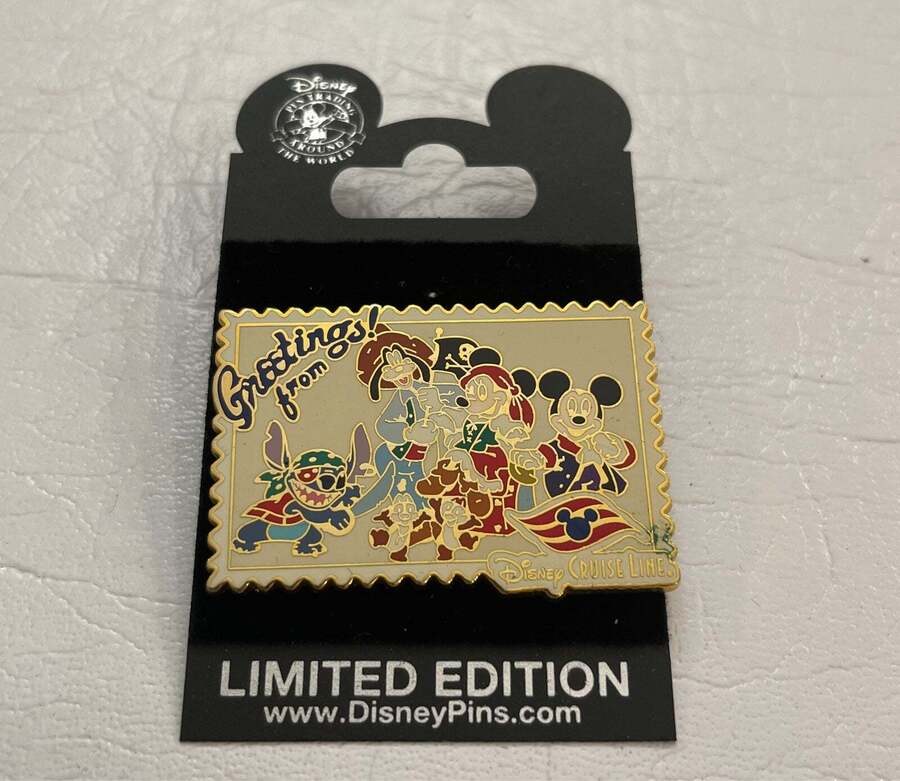 Disney
PIN TRADING
AROUND
THE WORLD
Greetings!
from
Disney CRUISE LINE
LIMITED EDITION
www.DisneyPins.com